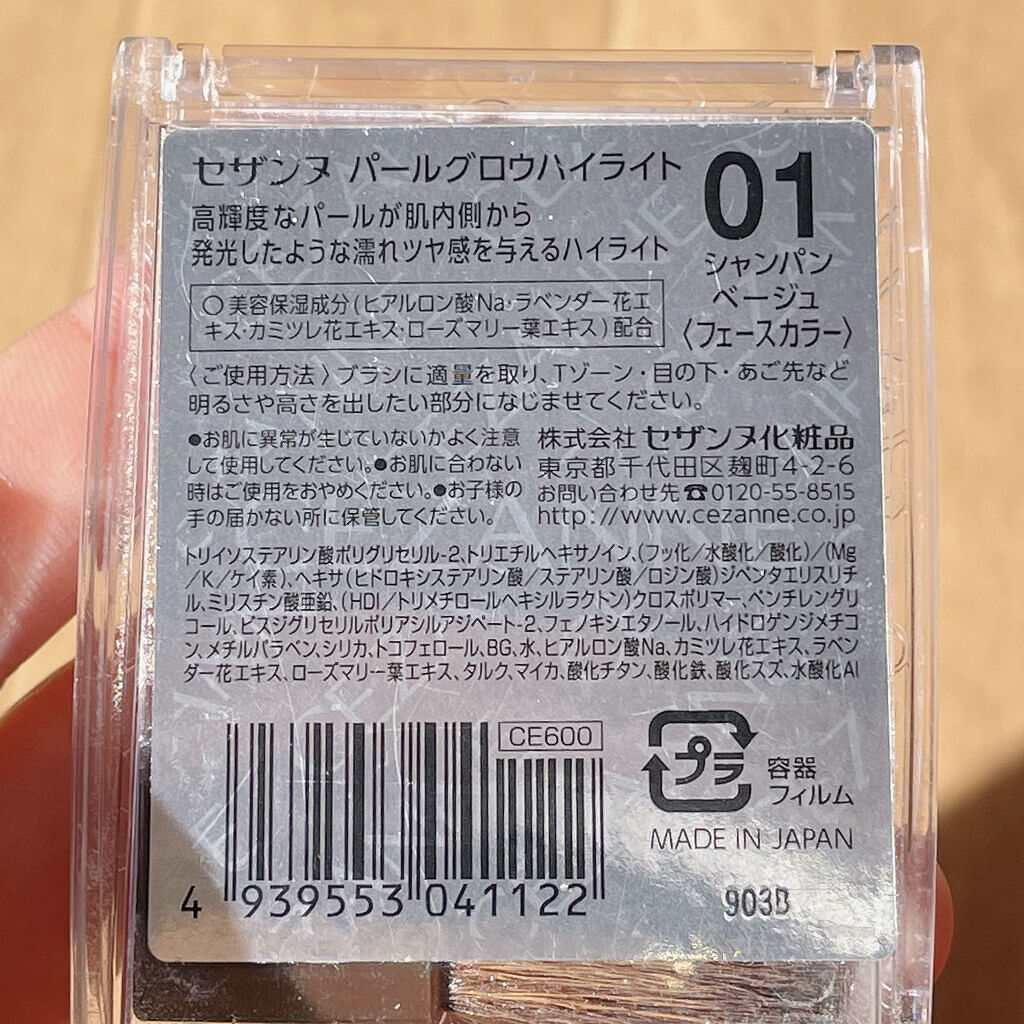 セザンヌ パールグロウハイライト
01
高輝度なパールが肌内側から
発光したような濡れツヤ感を与えるハイライト
シャンパン
ベージュ
〈フェースカラー〉
○美容保湿成分(ヒアルロン酸Na・ラベンダー花エ
キス・カミツレ花エキス・ローズマリー葉エキス)配合
〈ご使用方法〉ブラシに適量を取り、Tゾーン・目の下・あご先など
明るさや高さを出したい部分になじませてください。
●お肌に異常が生じていないかよく注意
して使用してください。●お肌に合わない
時はご使用をおやめください。●お子様の
手の届かない所に保管してください。
株式会社 セザンヌ化粧品
東京都千代田区麹町4-2-6
お問い合わせ先☎0120-55-8515
http://www.cezanne.co.jp
トリイソステアリン酸ポリグリセリル-2、トリエチルヘキサノイン、(フッ化/水酸化/酸化)/(Mg
/K/ケイ素)、ヘキサ(ヒドロキシステアリン酸/ステアリン酸/ロジン酸)ジペンタエリスリチ
ル、ミリスチン酸亜鉛、(HDI/トリメチロールヘキシルラクトン)クロスポリマー、ペンチレングリ
コール、ビスジグリセリルポリアシルアジペート-2、フェノキシエタノール、ハイドロゲンジメチコ
ン、メチルパラベン、シリカ、トコフェロール、BG、水、ヒアルロン酸Na、カミツレ花エキス、ラベン
ダー花エキス、ローズマリー葉エキス、タルク、マイカ、酸化チタン、酸化鉄、酸化スズ、水酸化Al
CE600
プラ
容器
フィルム
MADE IN JAPAN
4 939553 041122
903B